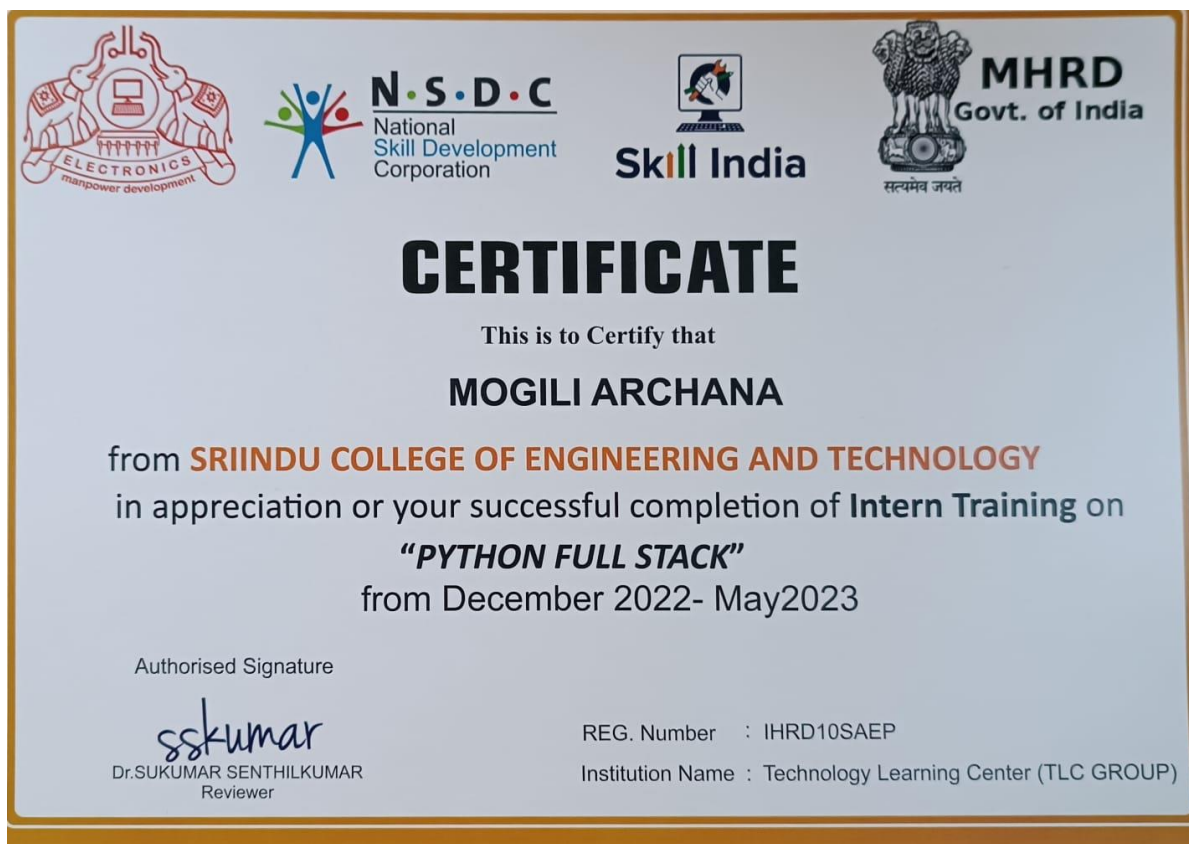 ELECTRONICS
manpower development
N·S·D·C
National
Skill Development
Corporation
Skill India
MHRD
Govt. of India
सत्यमेव जयते
CERTIFICATE
This is to Certify that
MOGILI ARCHANA
from SRIINDU COLLEGE OF ENGINEERING AND TECHNOLOGY
in appreciation or your successful completion of Intern Training on
“PYTHON FULL STACK”
from December 2022- May2023
Authorised Signature
sskumar
Dr.SUKUMAR SENTHILKUMAR
Reviewer
REG. Number : IHRD10SAEP
Institution Name : Technology Learning Center (TLC GROUP)